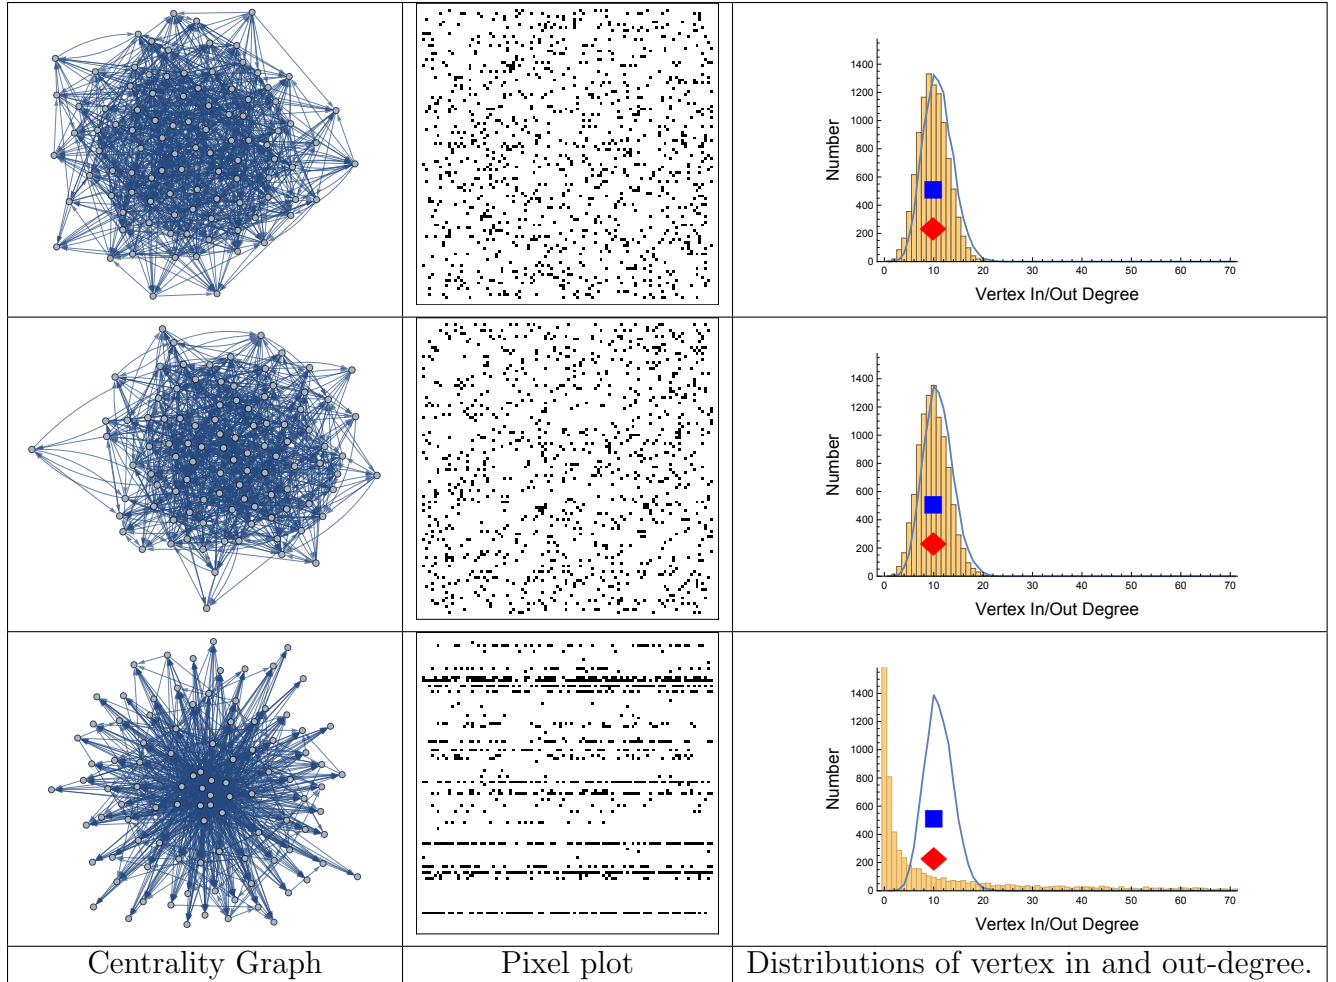 1400
1200
1000
800
600
400
200
0
Number
0 10 20 30 40 50 60 70
Vertex In/Out Degree
1400
1200
1000
800
600
400
200
0
Number
0 10 20 30 40 50 60 70
Vertex In/Out Degree
1400
1200
1000
800
600
400
200
0
Number
0 10 20 30 40 50 60 70
Vertex In/Out Degree
Centrality Graph
Pixel plot
Distributions of vertex in and out-degree.